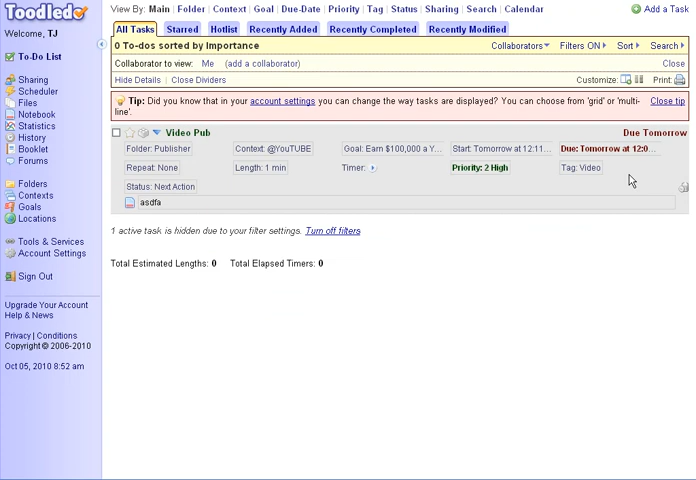 Toodledo
View By: Main | Folder | Context | Goal | Due-Date | Priority | Tag | Status | Sharing | Search | Calendar
Add a Task
Welcome, TJ
All Tasks Starred Hotlist Recently Added Recently Completed Recently Modified
0 To-dos sorted by Importance
Collaborators Filters ON Sort Search
Collaborator to view: Me (add a collaborator) Close
Hide Details | Close Dividers Customize: Print:
Tip: Did you know that in your account settings you can change the way tasks are displayed? You can choose from 'grid' or 'multi-
line'. Close tip
Video Pub Due Tomorrow
Folder: Publisher Context: @YouTUBE Goal: Earn $100,000 a Y... Start: Tomorrow at 12:11... Due: Tomorrow at 12:0...
Repeat: None Length: 1 min Timer: Priority: 2 High Tag: Video
Status: Next Action
asdfa
1 active task is hidden due to your filter settings. Turn off filters
Total Estimated Lengths: 0 Total Elapsed Timers: 0
To-Do List
Sharing
Scheduler
Files
Notebook
Statistics
History
Booklet
Forums
Folders
Contexts
Goals
Locations
Tools & Services
Account Settings
Sign Out
Upgrade Your Account
Help & News
Privacy | Conditions
Copyright © 2006-2010
Oct 05, 2010 8:52 am